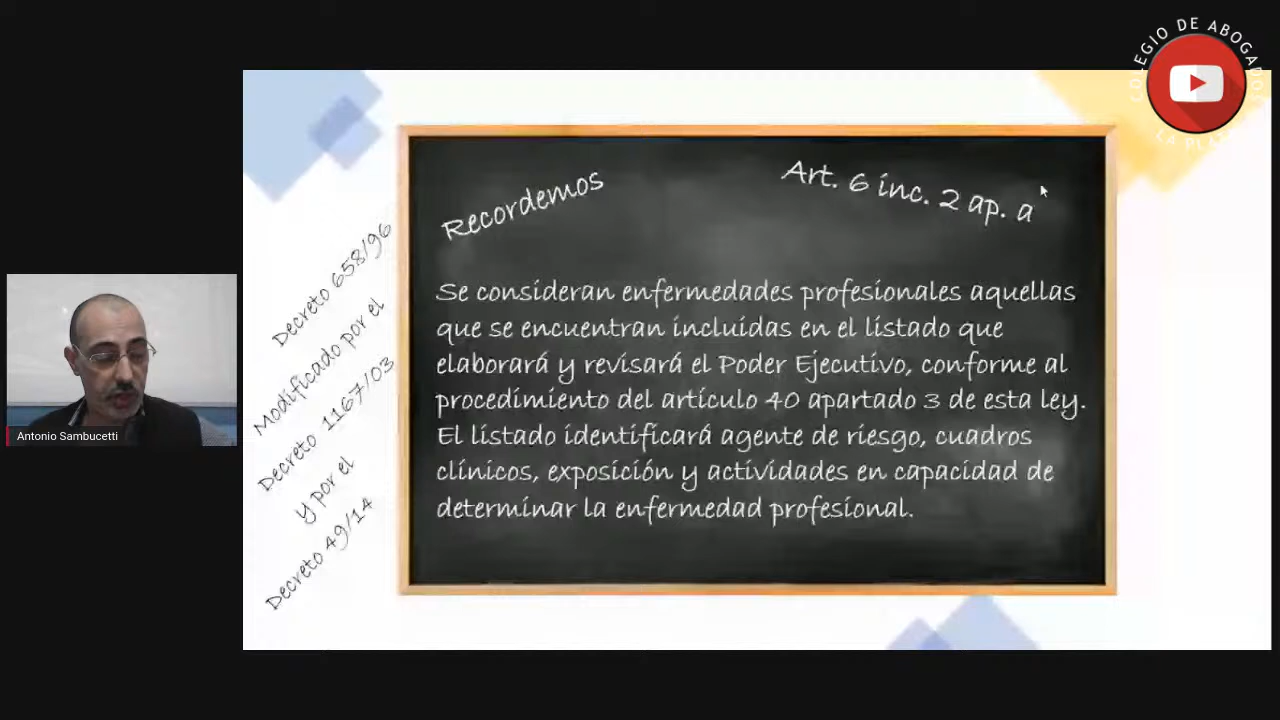 COLEGIO DE ABOGADOS
LA PLATA
Recordemos
Art. 6 inc. 2 ap. a
Decreto 658/96
Modificado por el
Decreto 1167/03
y por el
Decreto 49/14
Se consideran enfermedades profesionales aquellas
que se encuentran incluidas en el listado que
elaborará y revisará el Poder Ejecutivo, conforme al
procedimiento del artículo 40 apartado 3 de esta ley.
El listado identificará agente de riesgo, cuadros
clínicos, exposición y actividades en capacidad de
determinar la enfermedad profesional.
Antonio Sambucetti